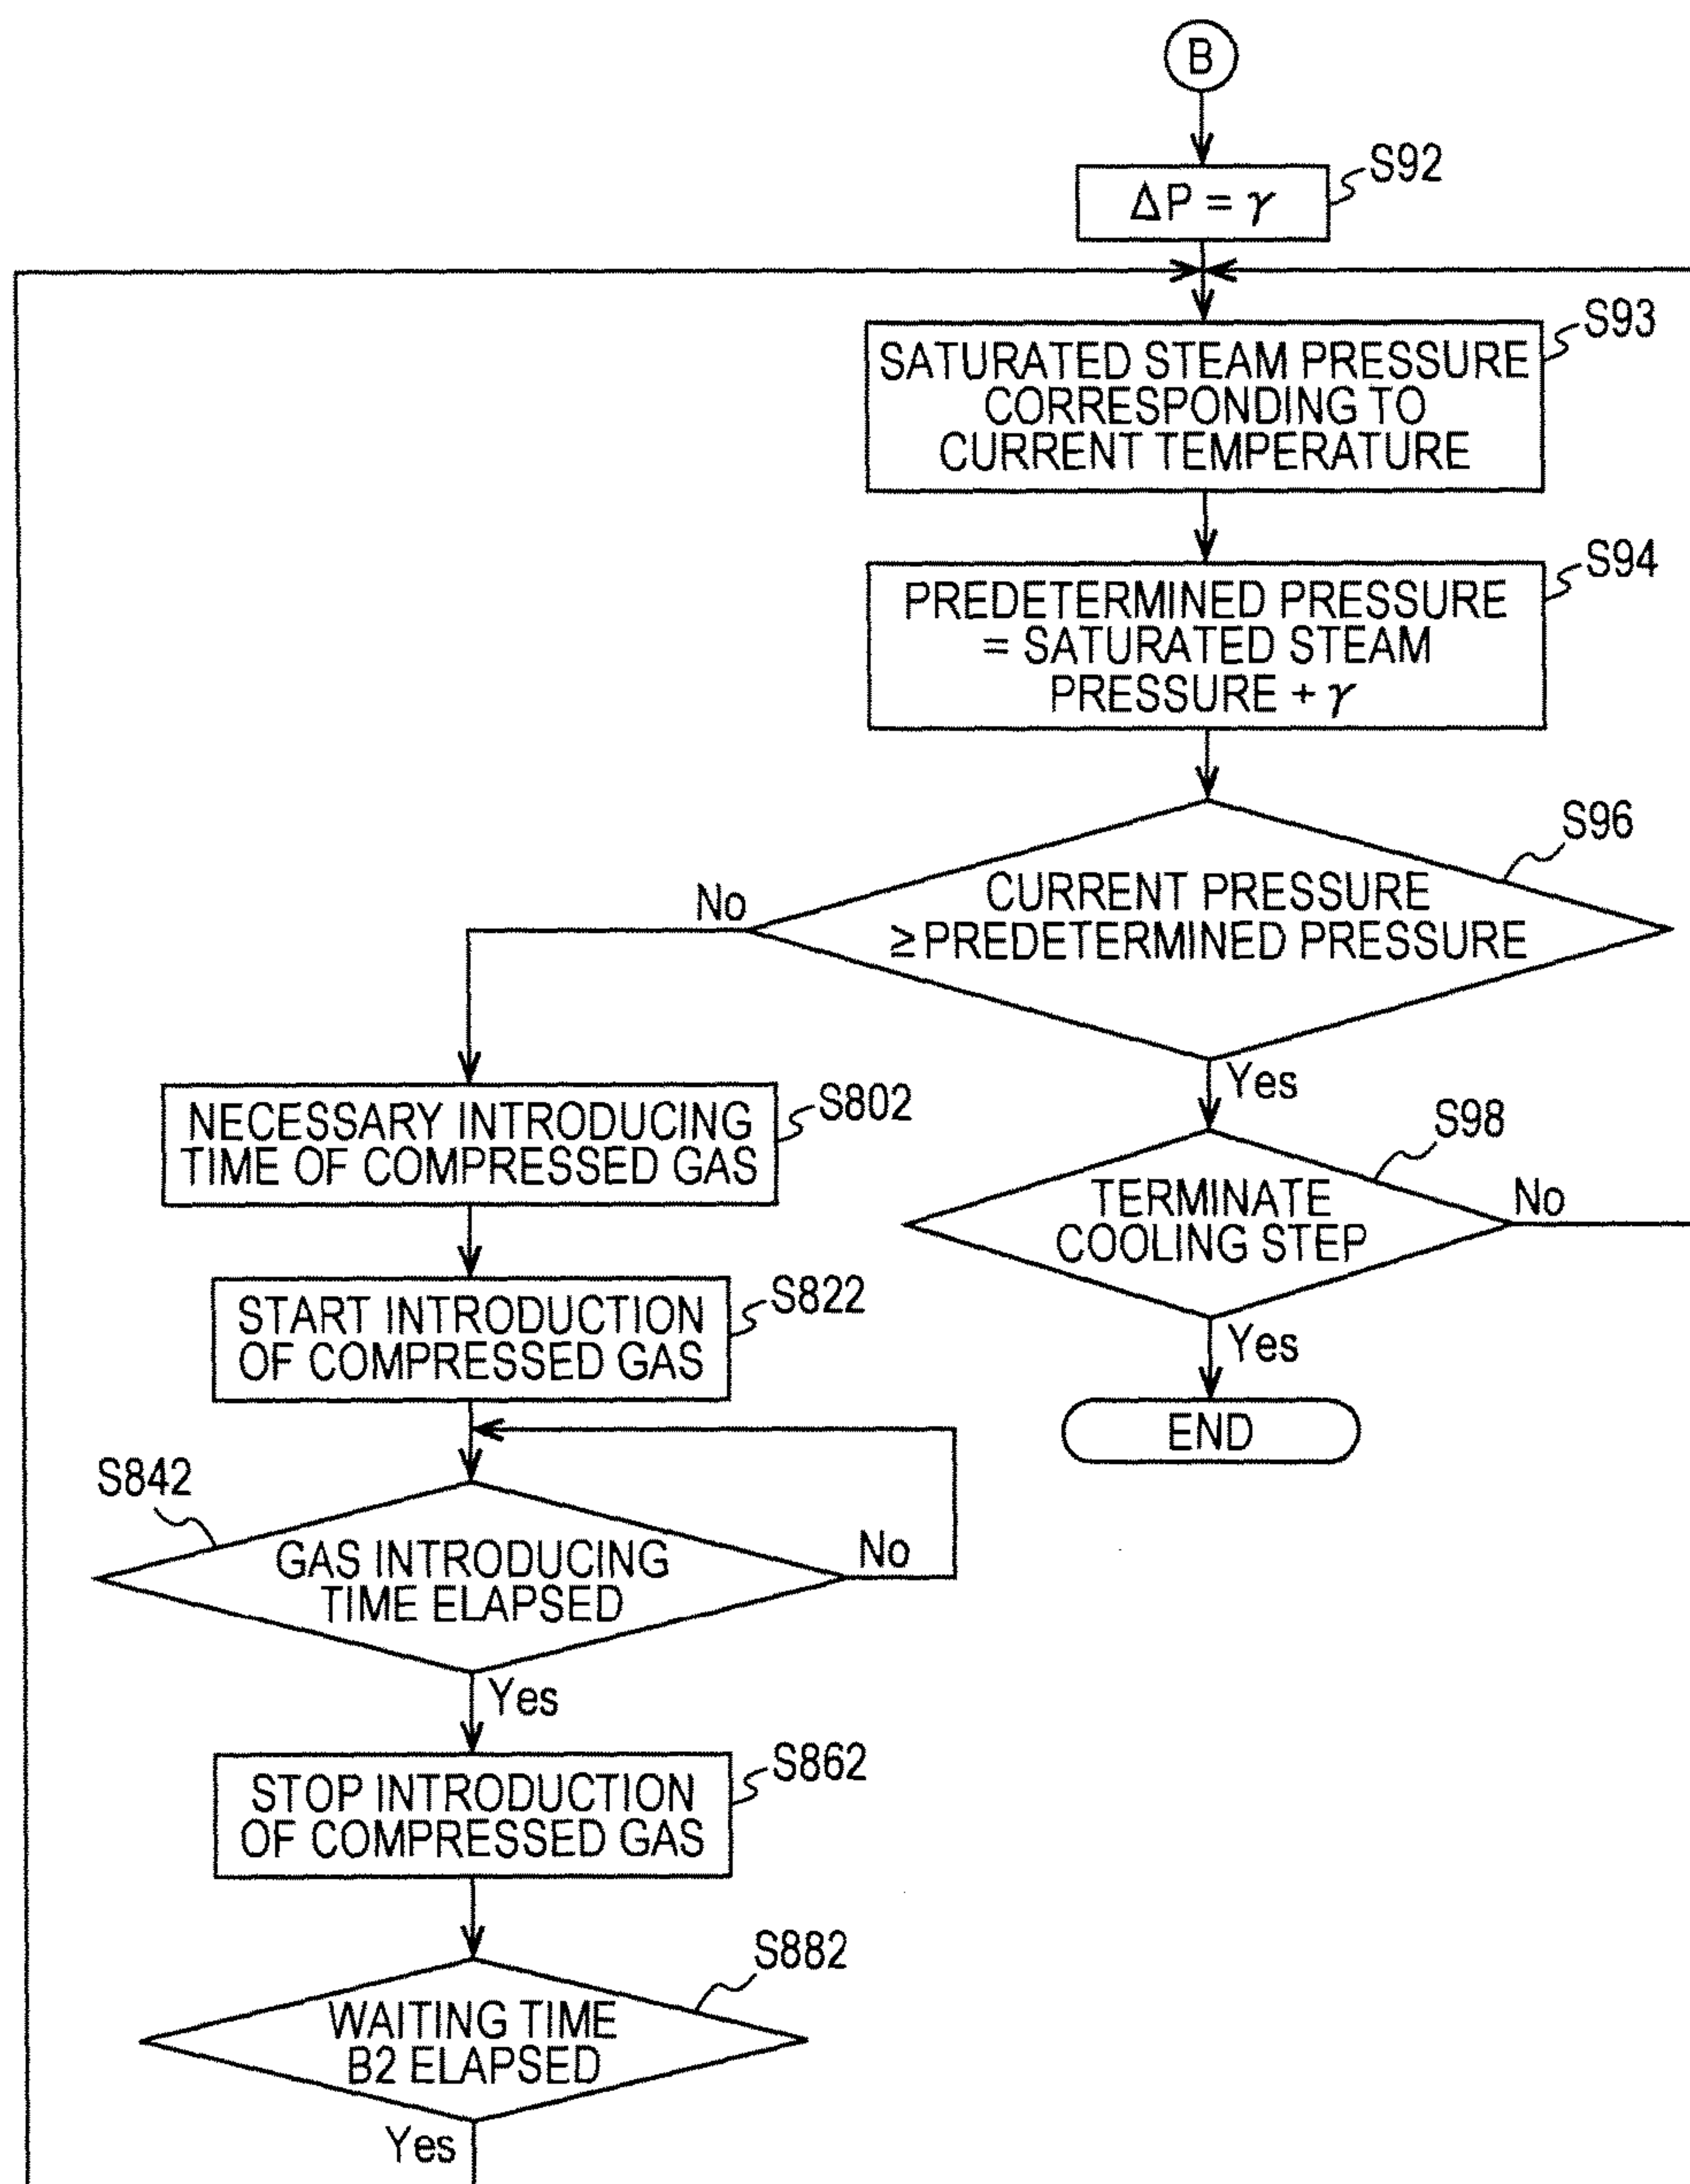 B
ΔP = γ
S92
SATURATED STEAM PRESSURE
CORRESPONDING TO
CURRENT TEMPERATURE
S93
PREDETERMINED PRESSURE
= SATURATED STEAM
PRESSURE + γ
S94
CURRENT PRESSURE
≥ PREDETERMINED PRESSURE
S96
No
Yes
TERMINATE
COOLING STEP
S98
No
Yes
END
NECESSARY INTRODUCING
TIME OF COMPRESSED GAS
S802
START INTRODUCTION
OF COMPRESSED GAS
S822
S842
GAS INTRODUCING
TIME ELAPSED
No
Yes
STOP INTRODUCTION
OF COMPRESSED GAS
S862
S882
WAITING TIME
B2 ELAPSED
Yes